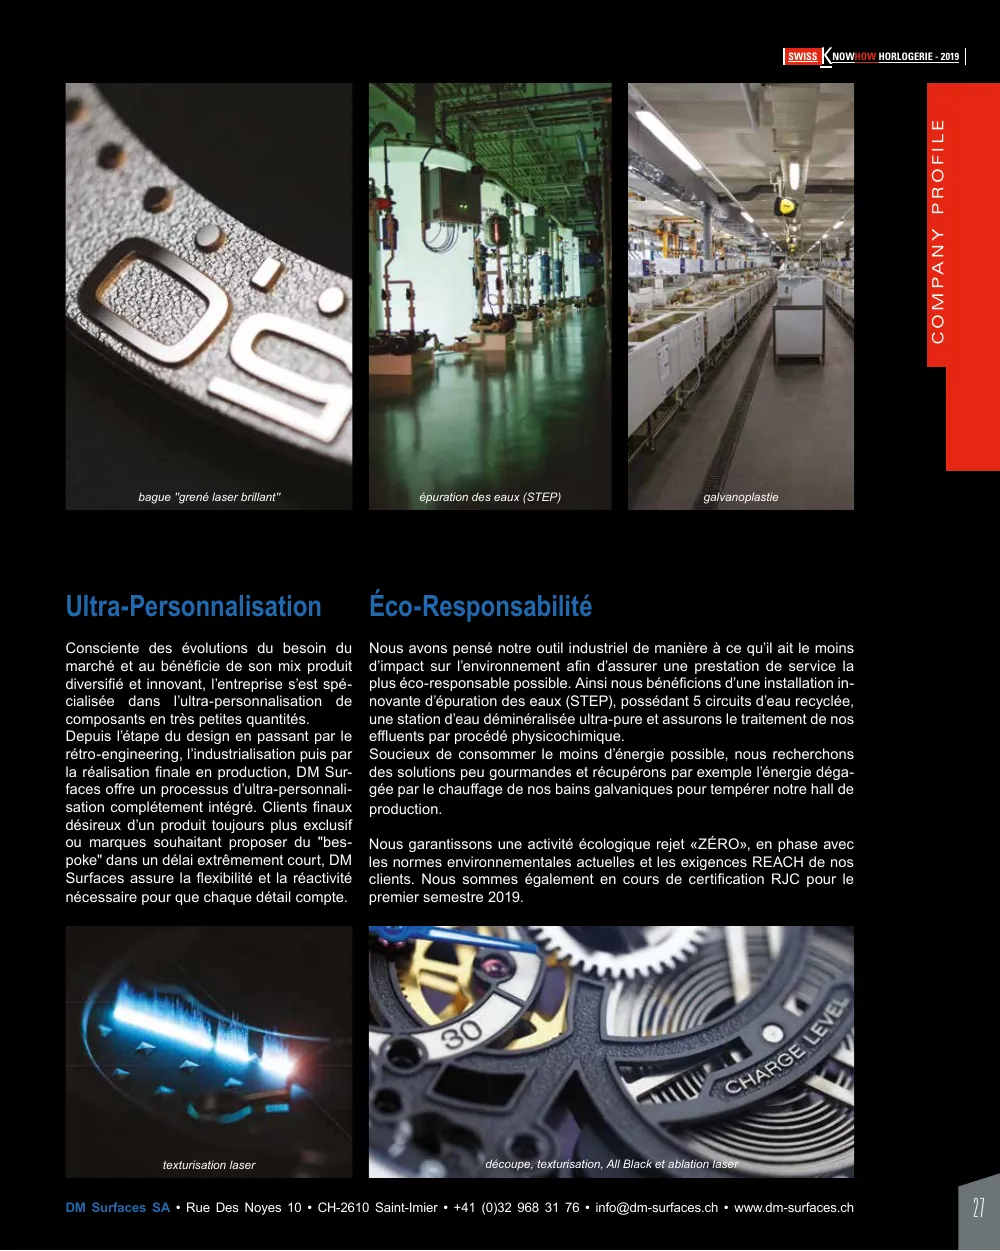 SWISS KNOWHOW HORLOGERIE - 2019
COMPANY PROFILE
bague "grené laser brillant"
épuration des eaux (STEP)
galvanoplastie
Ultra-Personnalisation
Consciente des évolutions du besoin du
marché et au bénéficie de son mix produit
diversifié et innovant, l’entreprise s’est spé-
cialisée dans l’ultra-personnalisation de
composants en très petites quantités.
Depuis l’étape du design en passant par le
rétro-engineering, l’industrialisation puis par
la réalisation finale en production, DM Sur-
faces offre un processus d’ultra-personnali-
sation complétement intégré. Clients finaux
désireux d’un produit toujours plus exclusif
ou marques souhaitant proposer du "bes-
poke" dans un délai extrêmement court, DM
Surfaces assure la flexibilité et la réactivité
nécessaire pour que chaque détail compte.
Éco-Responsabilité
Nous avons pensé notre outil industriel de manière à ce qu’il ait le moins
d’impact sur l’environnement afin d’assurer une prestation de service la
plus éco-responsable possible. Ainsi nous bénéficions d’une installation in-
novante d’épuration des eaux (STEP), possédant 5 circuits d’eau recyclée,
une station d’eau déminéralisée ultra-pure et assurons le traitement de nos
effluents par procédé physicochimique.
Soucieux de consommer le moins d’énergie possible, nous recherchons
des solutions peu gourmandes et récupérons par exemple l’énergie déga-
gée par le chauffage de nos bains galvaniques pour tempérer notre hall de
production.
Nous garantissons une activité écologique rejet «ZÉRO», en phase avec
les normes environnementales actuelles et les exigences REACH de nos
clients. Nous sommes également en cours de certification RJC pour le
premier semestre 2019.
30
CHARGE LEVEL
texturisation laser
découpe, texturisation, All Black et ablation laser
DM Surfaces SA • Rue Des Noyes 10 • CH-2610 Saint-Imier • +41 (0)32 968 31 76 • info@dm-surfaces.ch • www.dm-surfaces.ch
27